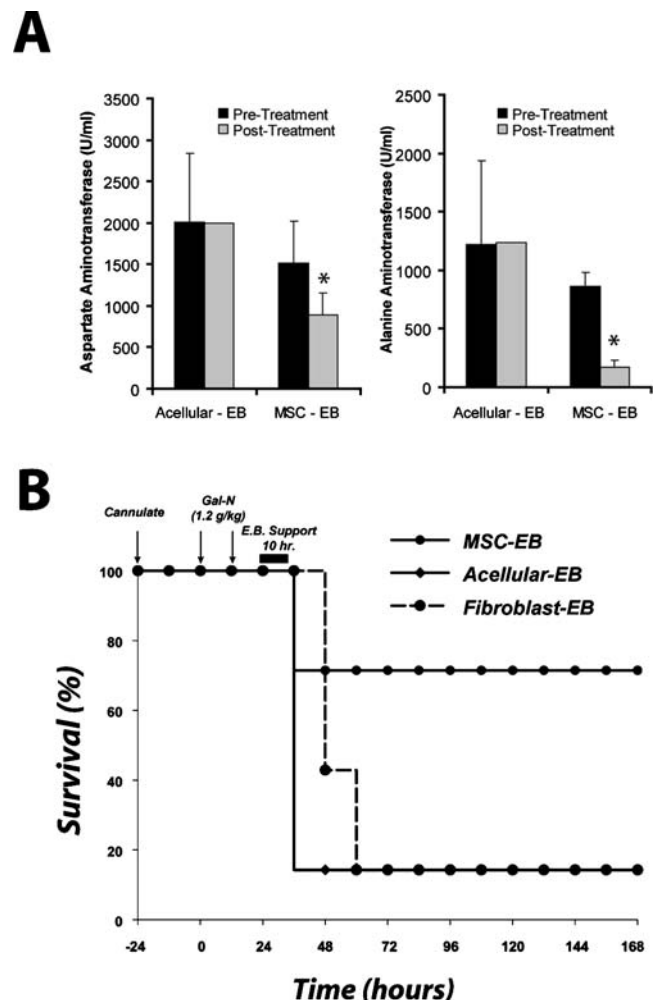 A
Aspartate Aminotransferase (U/ml)
3500
3000
2500
2000
1500
1000
500
0
Pre-Treatment
Post-Treatment
*
Acellular - EB
MSC - EB
Alanine Aminotransferase (U/ml)
2500
2000
1500
1000
500
0
Pre-Treatment
Post-Treatment
*
Acellular - EB
MSC - EB
B
Cannulate
Gal-N
(1.2 g/kg)
E.B. Support
10 hr.
MSC-EB
Acellular-EB
Fibroblast-EB
Survival (%)
100
80
60
40
20
0
-24
0
24
48
72
96
120
144
168
Time (hours)